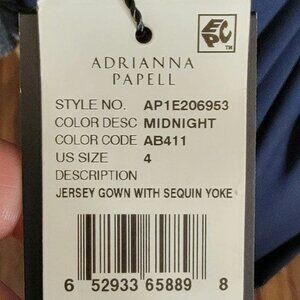 EPC™
ADRIANNA
PAPELL
STYLE NO. AP1E206953
COLOR DESC MIDNIGHT
COLOR CODE AB411
US SIZE 4
DESCRIPTION
JERSEY GOWN WITH SEQUIN YOKE
6 52933 65889 8